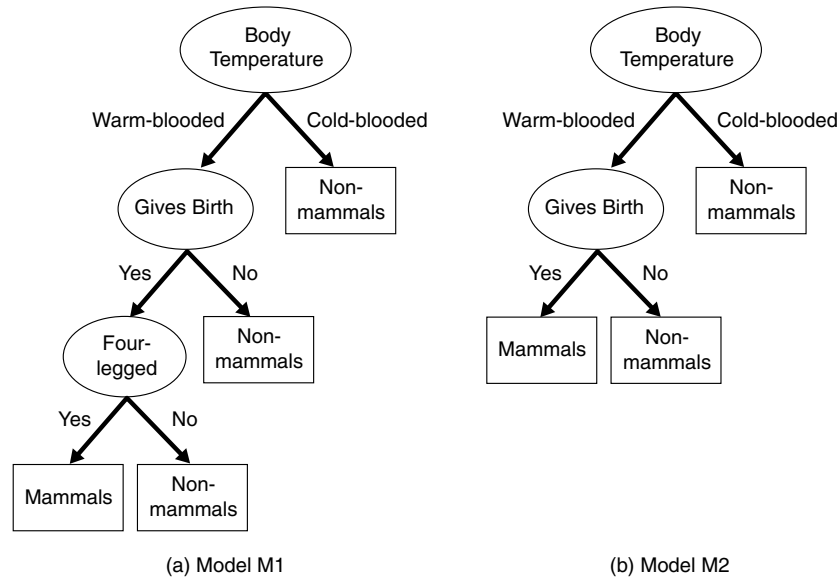 Body
Temperature
Warm-blooded
Cold-blooded
Gives Birth
Non-
mammals
Yes
No
Four-
legged
Non-
mammals
Yes
No
Mammals
Non-
mammals
(a) Model M1
Body
Temperature
Warm-blooded
Cold-blooded
Gives Birth
Non-
mammals
Yes
No
Mammals
Non-
mammals
(b) Model M2